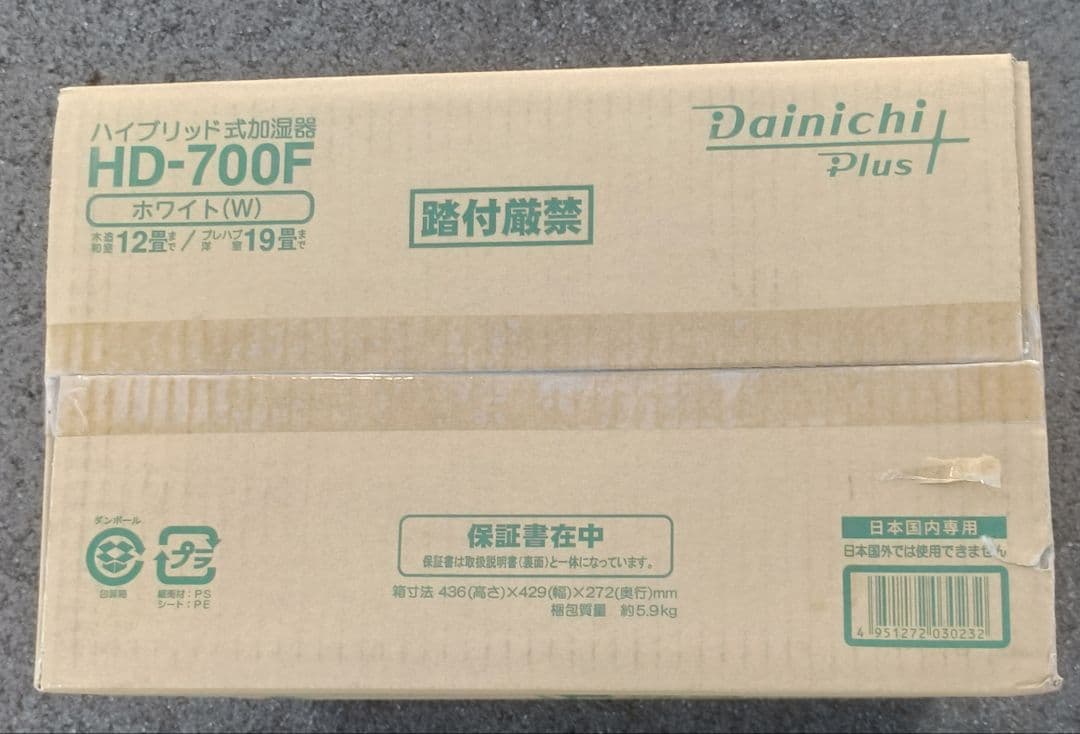 ハイブリッド式加湿器
HD-700F
ホワイト(W)
木造和室12畳まで/プレハブ洋室19畳まで
Dainichi
Plus
踏付厳禁
ダンボール
包装箱
プラ
緩衝材:PS
シート:PE
保証書在中
保証書は取扱説明書(裏面)と一体になっています。
箱寸法 436(高さ)×429(幅)×272(奥行)mm
梱包質量 約5.9kg
日本国内専用
日本国外では使用できません
4 951272 030232